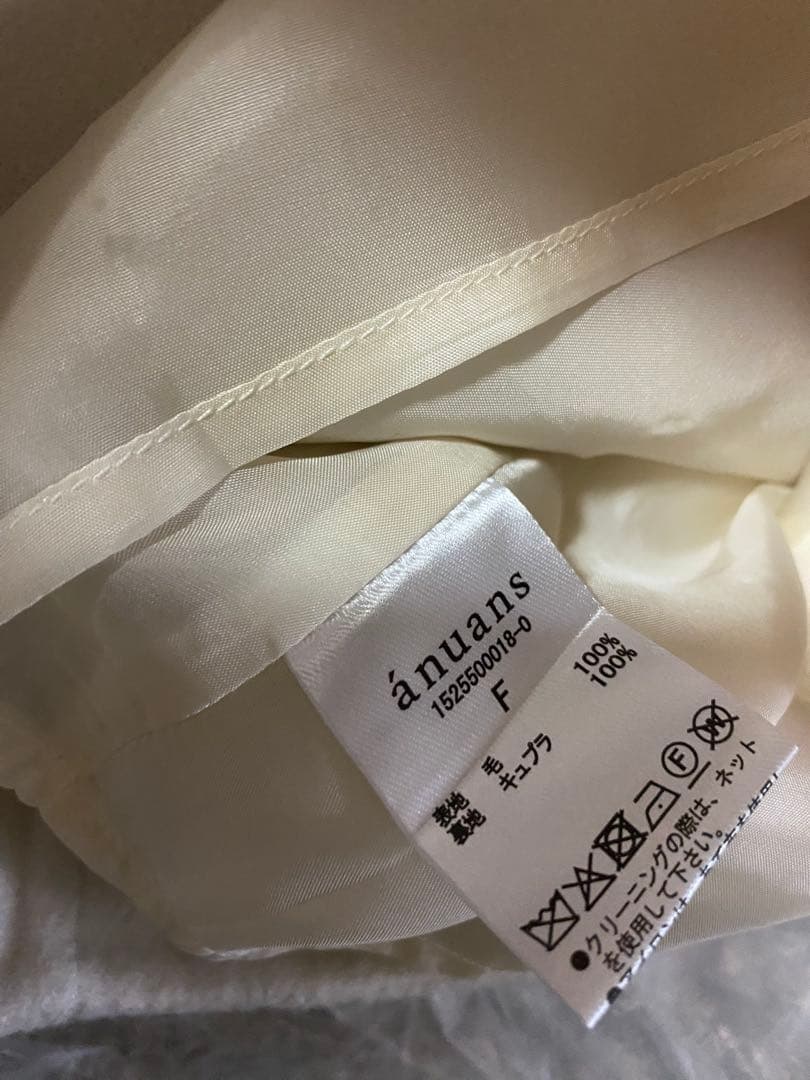 ánuans
1525500018-0
F
表地 毛 100%
裏地 キュプラ 100%
F W
●クリーニングの際は、ネット
を使用して下さい。